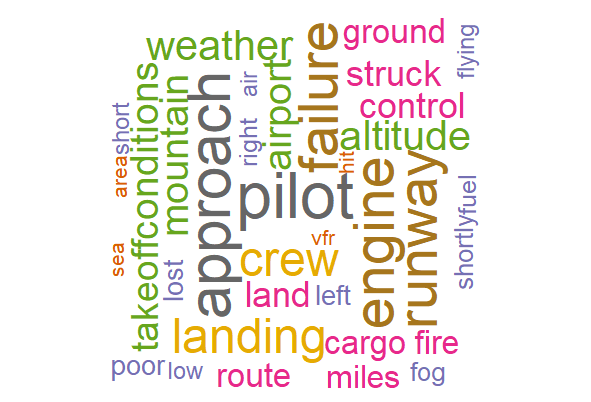 weather
failure
ground
flying
struck
control
altitude
airport
air
right
hit
approach
mountain
conditions
takeoff
short
area
sea
lost
pilot
vfr
crew
engine
runway
shortly
fuel
land
left
landing
cargo
fire
poor
low
route
miles
fog